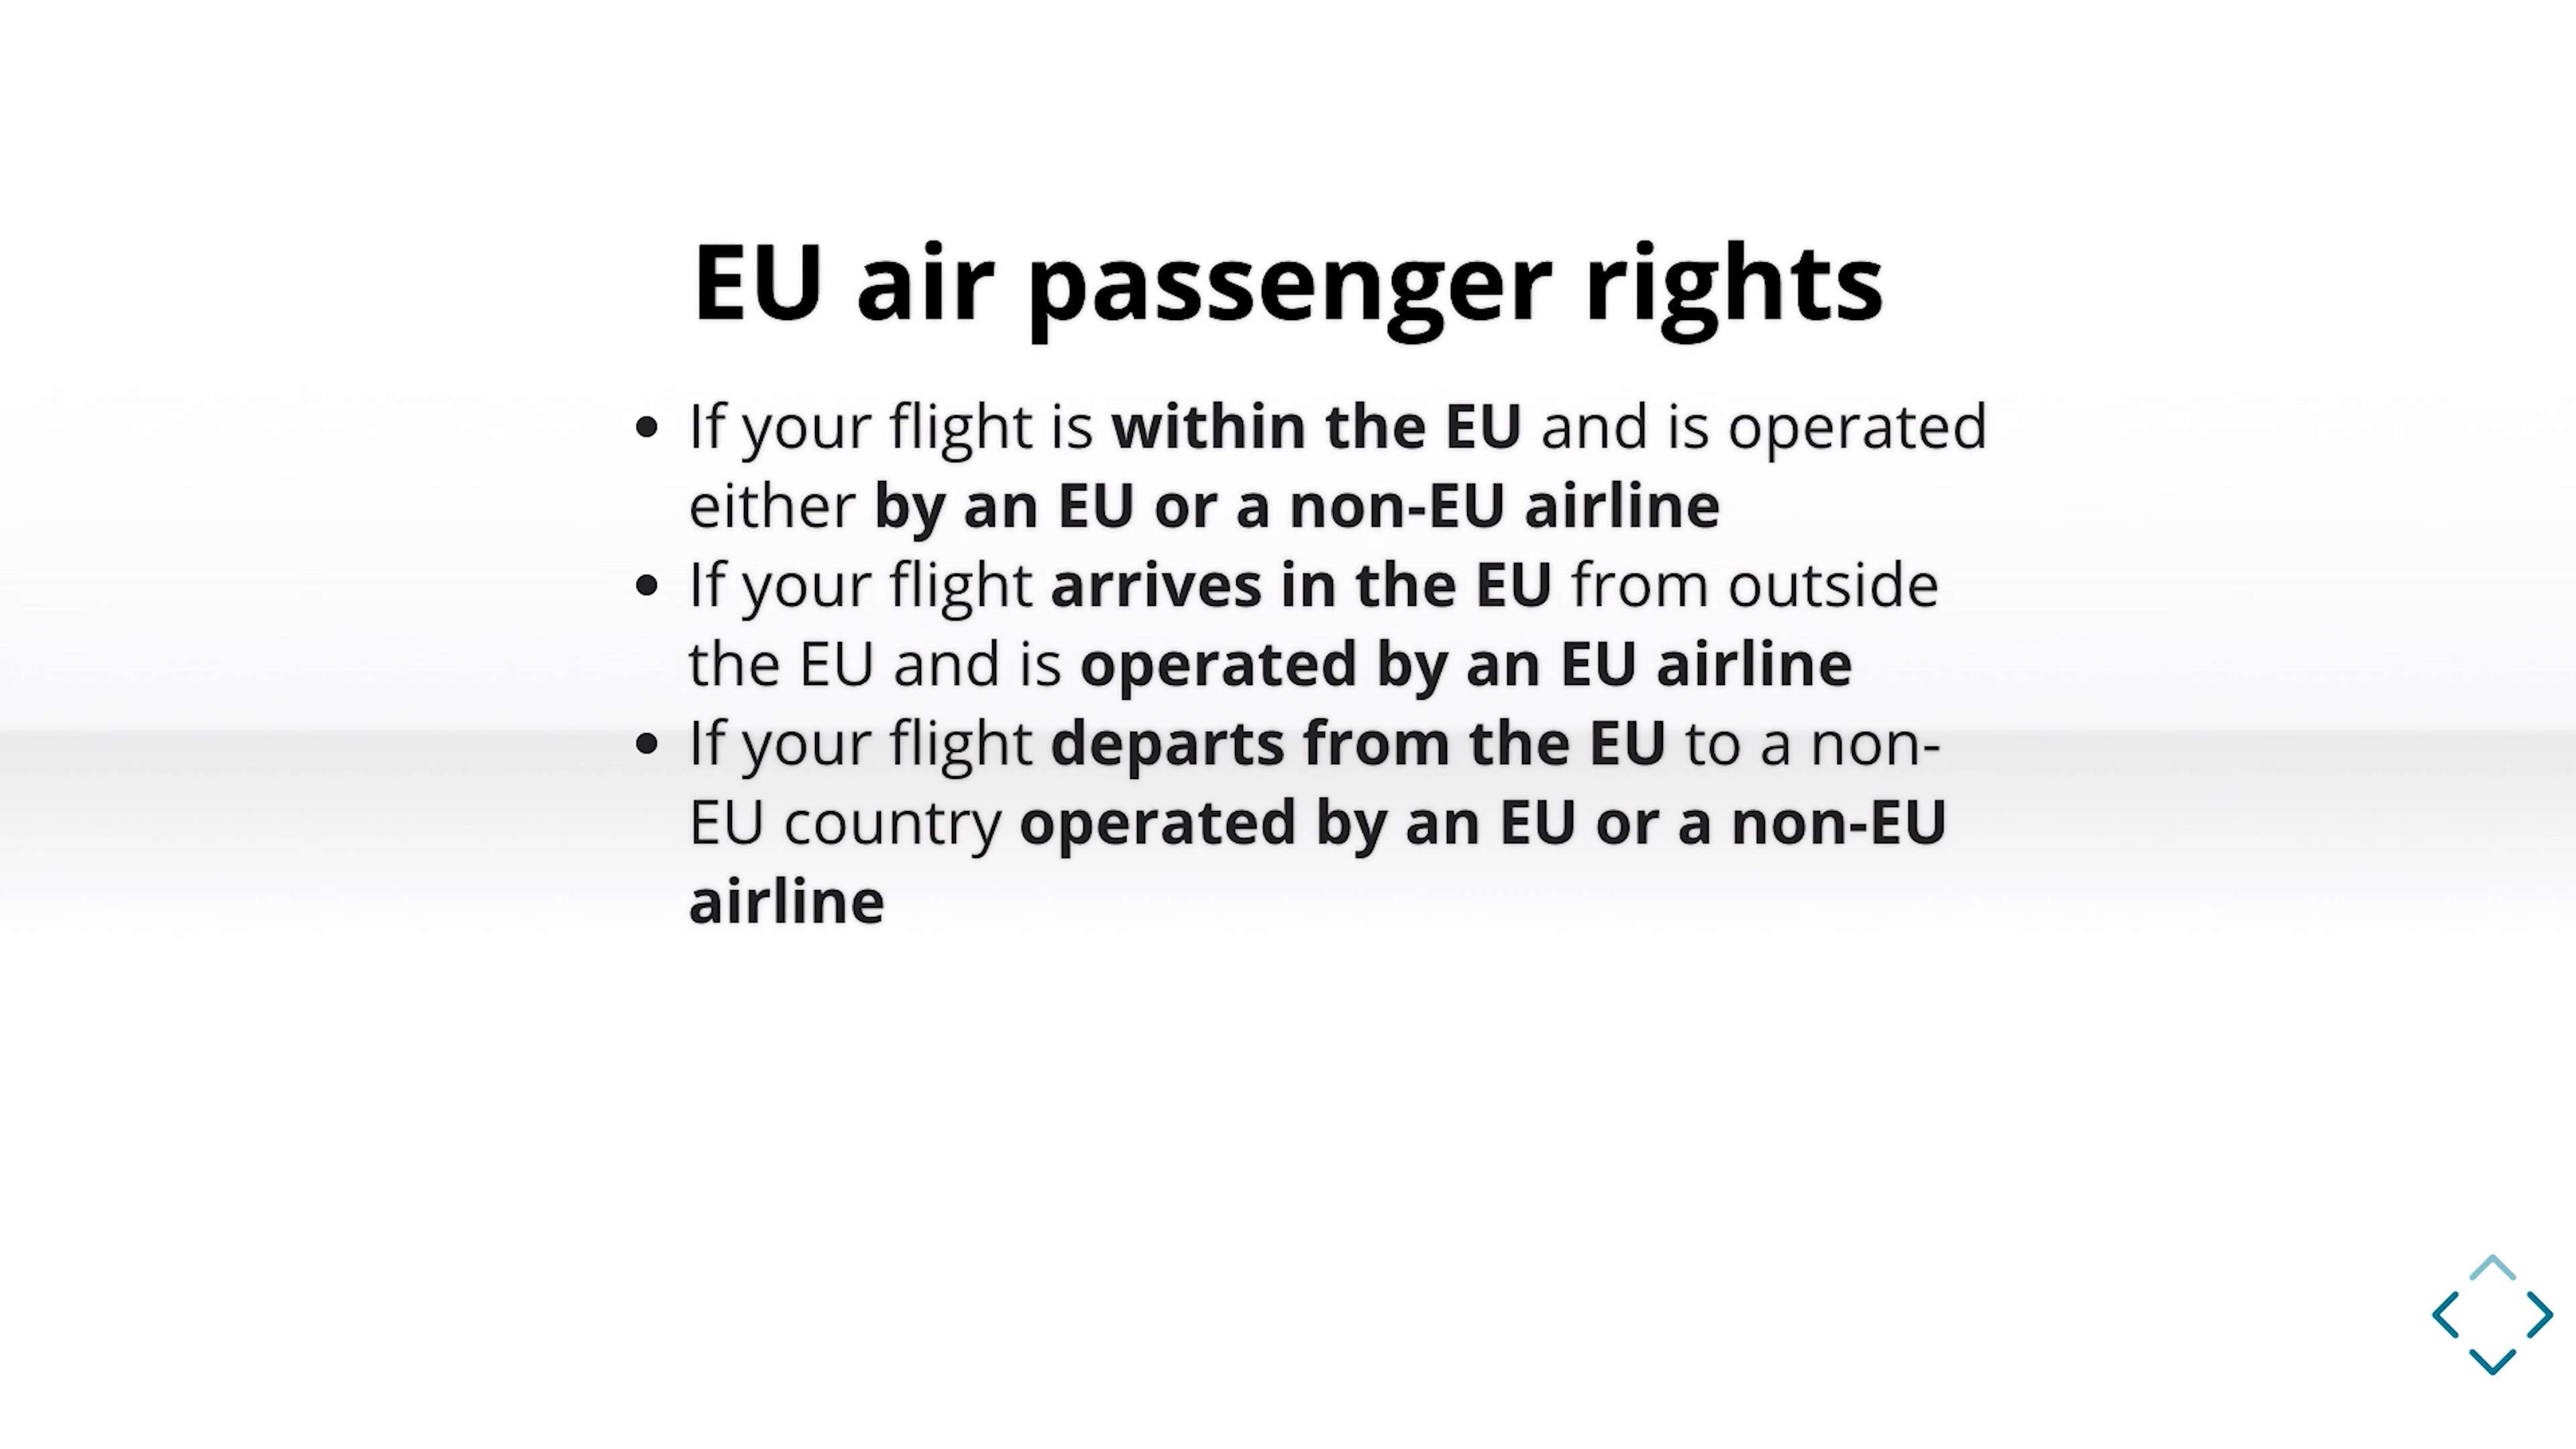 EU air passenger rights
• If your flight is within the EU and is operated
either by an EU or a non-EU airline
• If your flight arrives in the EU from outside
the EU and is operated by an EU airline
• If your flight departs from the EU to a non-
EU country operated by an EU or a non-EU
airline